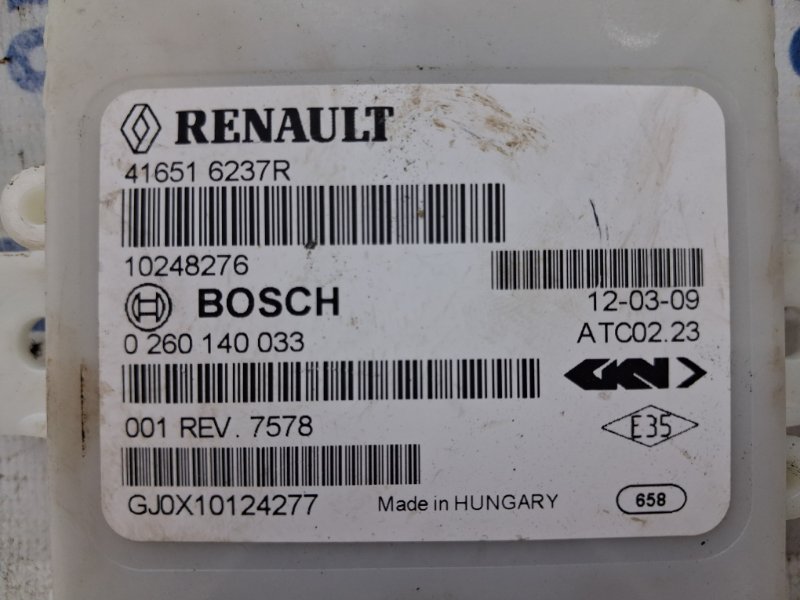 RENAULT
41651 6237R
10248276
BOSCH
12-03-09
0 260 140 033
ATC02.23
GKN
001 REV. 7578
E35
GJ0X10124277
Made in HUNGARY
658